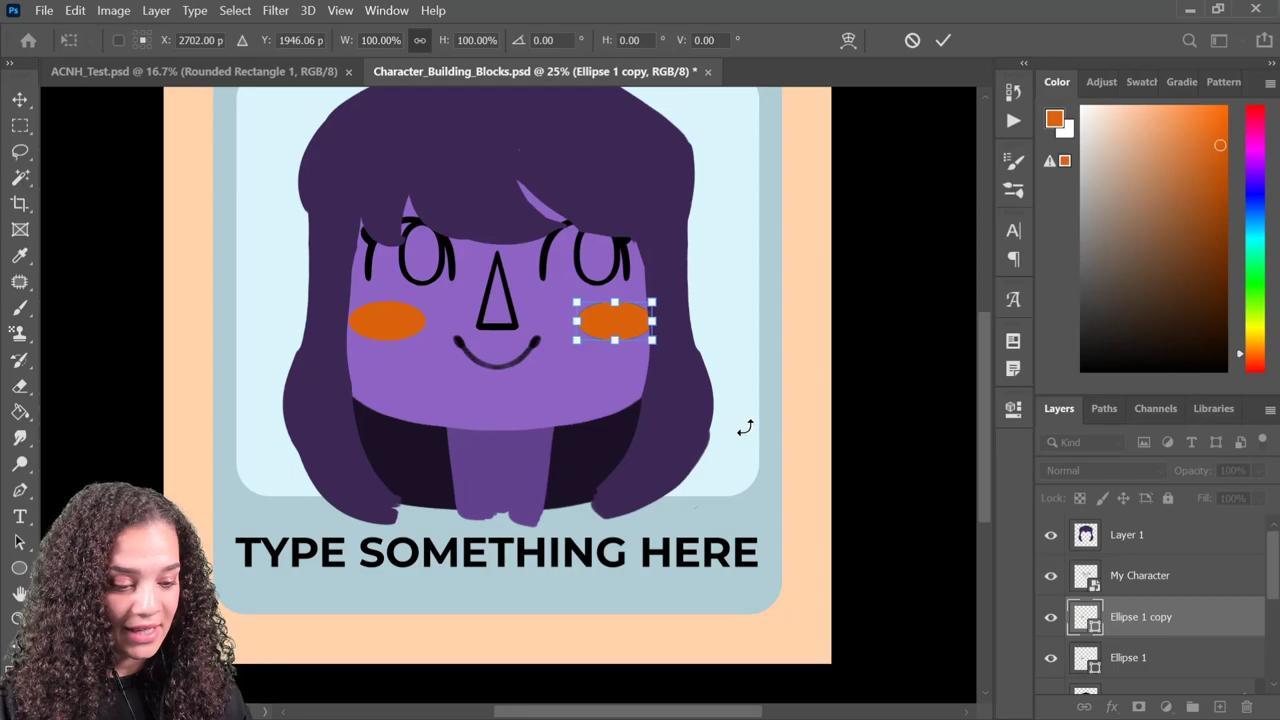 Ps File Edit Image Layer Type Select Filter 3D View Window Help
X: 2702.00 p Y: 1946.06 p W: 100.00% H: 100.00% 0.00 ° H: 0.00 ° V: 0.00 °
ACNH_Test.psd @ 16.7% (Rounded Rectangle 1, RGB/8) × Character_Building_Blocks.psd @ 25% (Ellipse 1 copy, RGB/8) * ×
Color Adjust Swatch Gradie Pattern
TYPE SOMETHING HERE
Layers Paths Channels Libraries
Kind
Normal Opacity: 100%
Lock: Fill: 100%
Layer 1
My Character
Ellipse 1 copy
Ellipse 1
fx